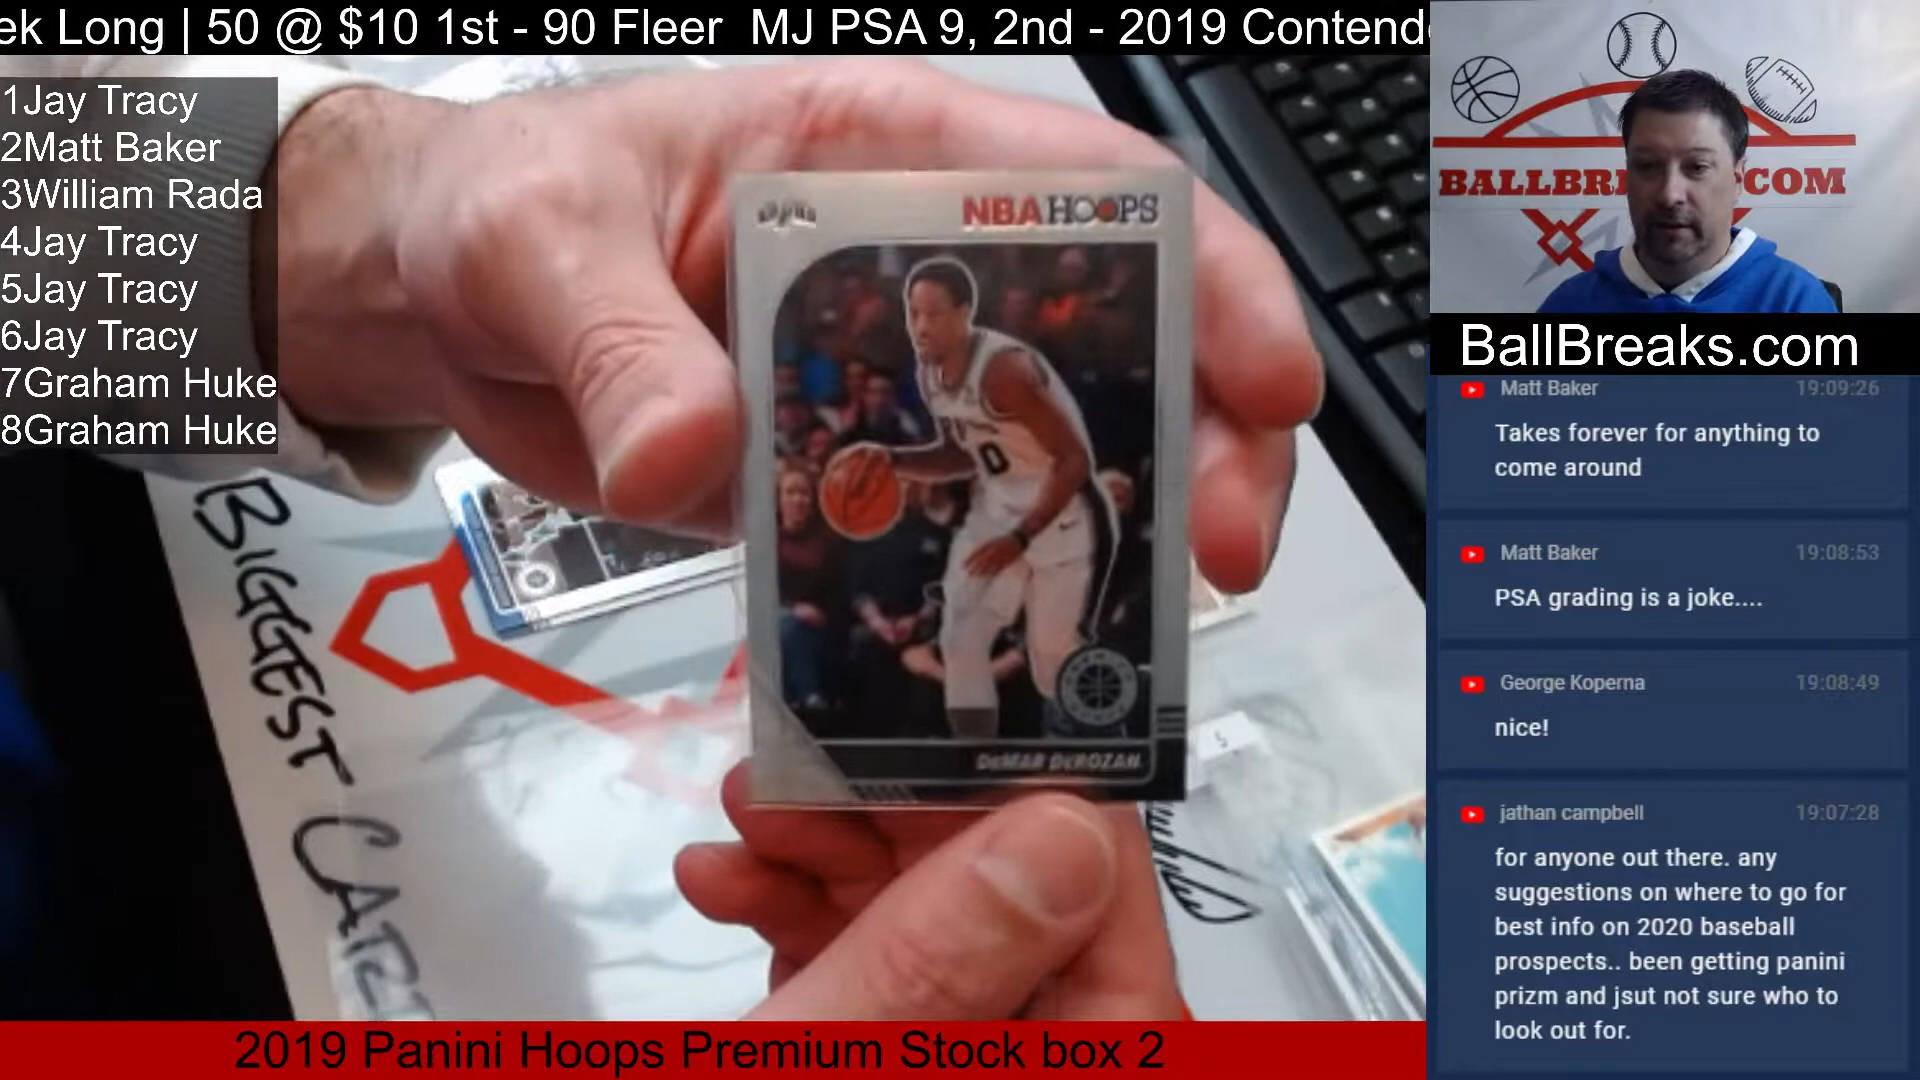 ek Long | 50 @ $10 1st - 90 Fleer MJ PSA 9, 2nd - 2019 Contend
1Jay Tracy
2Matt Baker
3William Rada
4Jay Tracy
5Jay Tracy
6Jay Tracy
7Graham Huke
8Graham Huke
NBA HOOPS
0
DeMAR DeROZAN
BIGGEST
2019 Panini Hoops Premium Stock box 2
BALLBR COM
BallBreaks.com
Matt Baker 19:09:26
Takes forever for anything to
come around
Matt Baker 19:08:53
PSA grading is a joke....
George Koperna 19:08:49
nice!
jathan campbell 19:07:28
for anyone out there. any
suggestions on where to go for
best info on 2020 baseball
prospects.. been getting panini
prizm and jsut not sure who to
look out for.